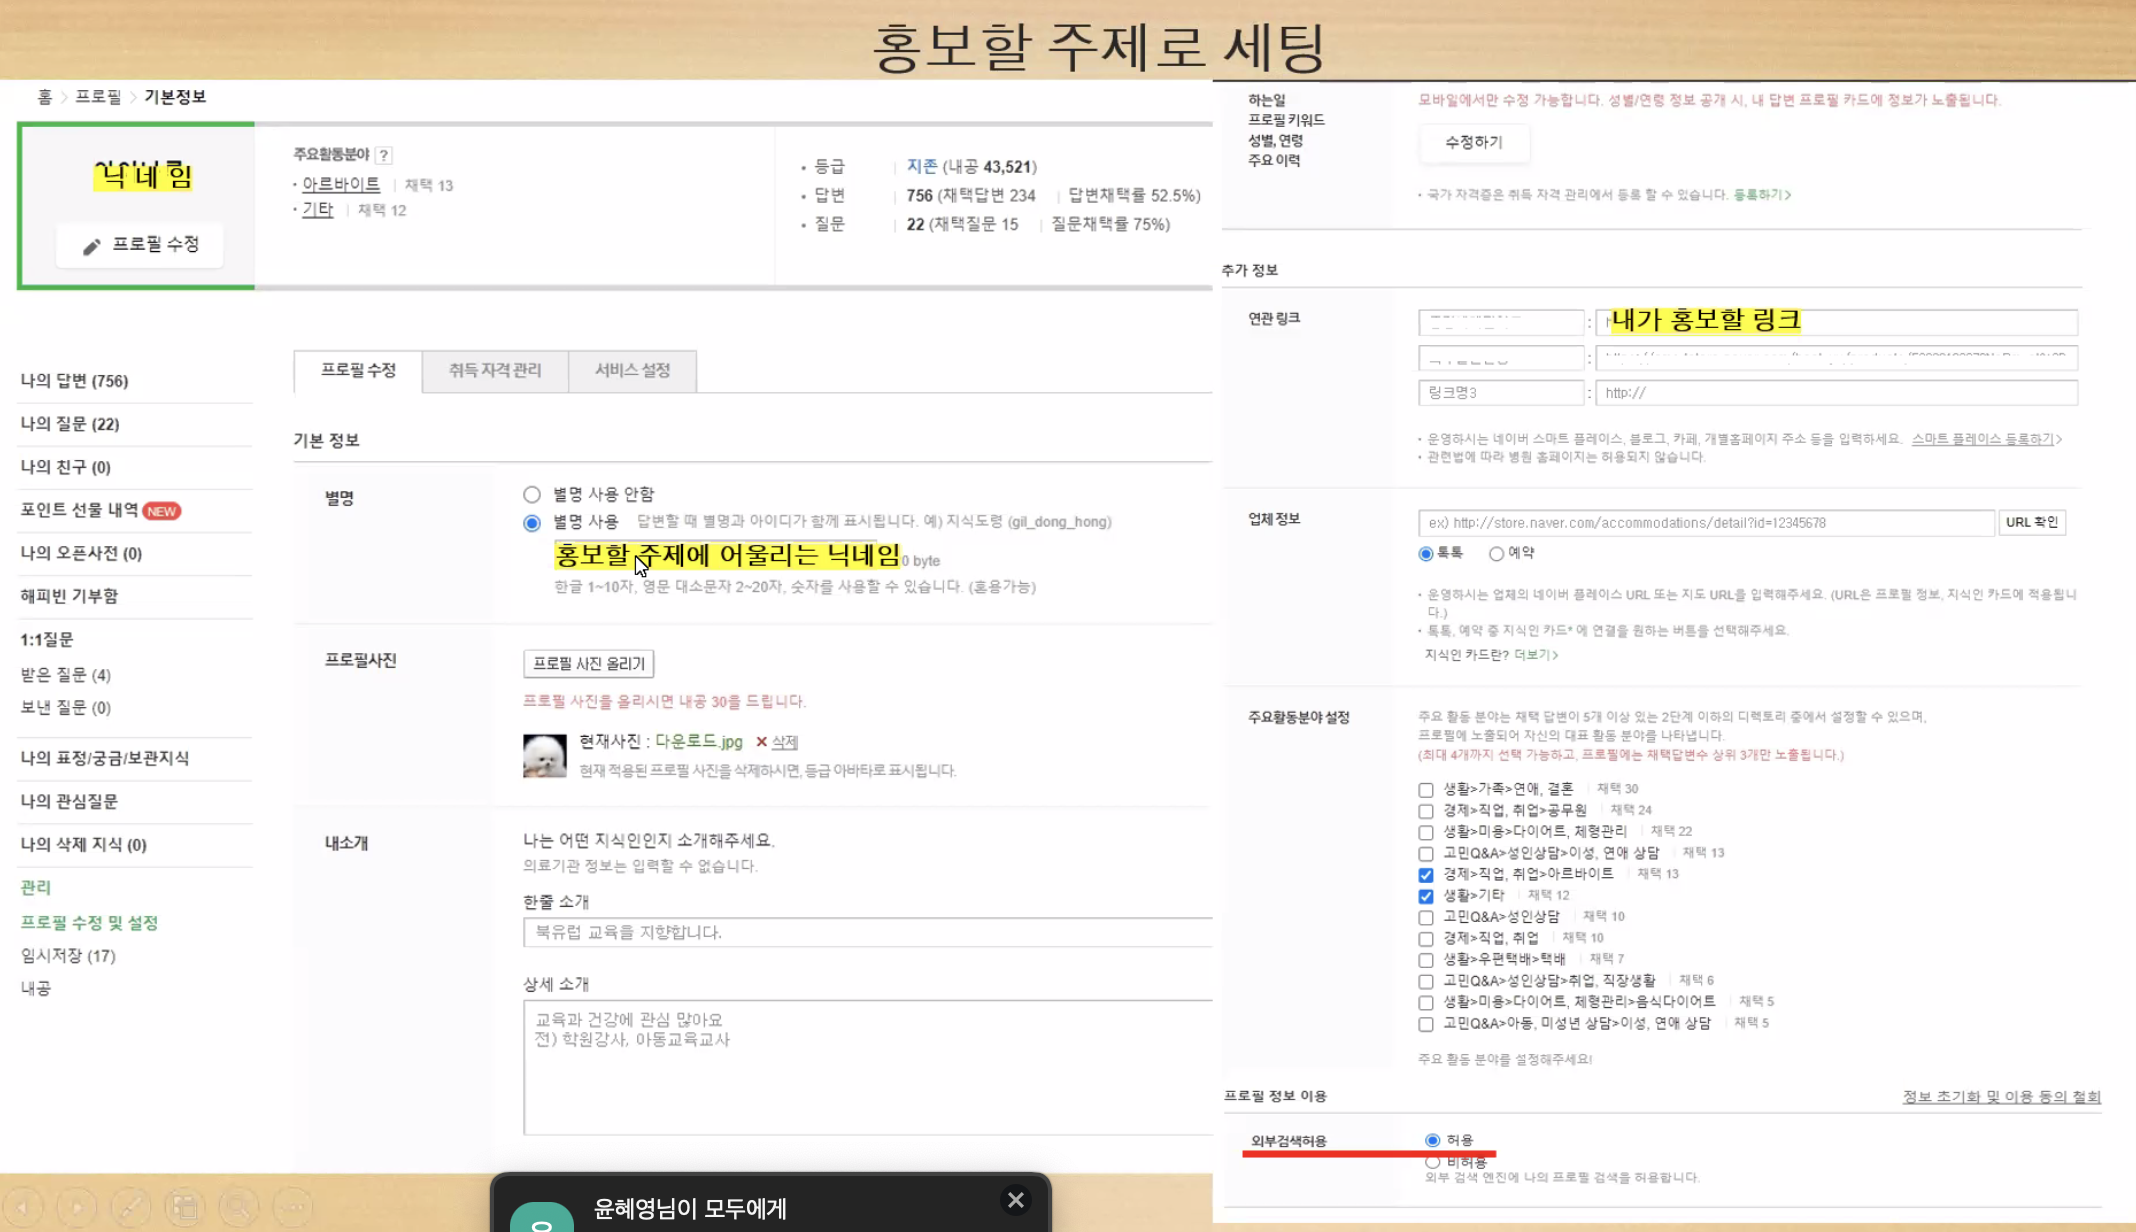 홍보할 주제로 세팅
홈 > 프로필 > 기본정보
닉네임
프로필 수정
주요활동분야 ?
· 아르바이트 | 채택 13
· 기타 | 채택 12
• 등급 | 지존 (내공 43,521)
• 답변 | 756 (채택답변 234 | 답변채택률 52.5%)
• 질문 | 22 (채택질문 15 | 질문채택률 75%)
나의 답변 (756)
나의 질문 (22)
나의 친구 (0)
포인트 선물 내역 NEW
나의 오픈사전 (0)
해피빈 기부함
1:1질문
받은 질문 (4)
보낸 질문 (0)
나의 표정/궁금/보관지식
나의 관심질문
나의 삭제 지식 (0)
관리
프로필 수정 및 설정
임시저장 (17)
내공
프로필 수정
취득 자격 관리
서비스 설정
기본 정보
별명
별명 사용 안함
별명 사용 답변할 때 별명과 아이디가 함께 표시됩니다. 예) 지식도령 (gil_dong_hong)
홍보할 주제에 어울리는 닉네임 0 byte
한글 1~10자, 영문 대소문자 2~20자, 숫자를 사용할 수 있습니다. (혼용가능)
프로필사진
프로필 사진 올리기
프로필 사진을 올리시면 내공 30을 드립니다.
현재사진 : 다운로드.jpg ✕ 삭제
현재 적용된 프로필 사진을 삭제하시면, 등급 아바타로 표시됩니다.
내소개
나는 어떤 지식인인지 소개해주세요.
의료기관 정보는 입력할 수 없습니다.
한줄 소개
북유럽 교육을 지향합니다.
상세 소개
교육과 건강에 관심 많아요
전) 학원강사, 아동교육교사
하는일
프로필 키워드
성별, 연령
주요 이력
모바일에서만 수정 가능합니다. 성별/연령 정보 공개 시, 내 답변 프로필 카드에 정보가 노출됩니다.
수정하기
• 국가 자격증은 취득 자격 관리에서 등록 할 수 있습니다. 등록하기 >
추가 정보
연관 링크
: 내가 홍보할 링크
링크명3 : http://
• 운영하시는 네이버 스마트 플레이스, 블로그, 카페, 개별홈페이지 주소 등을 입력하세요. 스마트 플레이스 등록하기 >
• 관련법에 따라 병원 홈페이지는 허용되지 않습니다.
업체 정보
ex) http://store.naver.com/accommodations/detail?id=12345678 URL 확인
톡톡 예약
• 운영하시는 업체의 네이버 플레이스 URL 또는 지도 URL을 입력해주세요. (URL은 프로필 정보, 지식인 카드에 적용됩니
다.)
• 톡톡, 예약 중 지식인 카드* 에 연결을 원하는 버튼을 선택해주세요.
지식인 카드란? 더보기 >
주요활동분야 설정
주요 활동 분야는 채택 답변이 5개 이상 있는 2단계 이하의 디렉토리 중에서 설정할 수 있으며,
프로필에 노출되어 자신의 대표 활동 분야를 나타냅니다.
(최대 4개까지 선택 가능하고, 프로필에는 채택답변수 상위 3개만 노출됩니다.)
생활>가족>연애, 결혼 | 채택 30
경제>직업, 취업>공무원 | 채택 24
생활>미용>다이어트, 체형관리 | 채택 22
고민Q&A>성인상담>이성, 연애 상담 | 채택 13
경제>직업, 취업>아르바이트 | 채택 13
생활>기타 | 채택 12
고민Q&A>성인상담 | 채택 10
경제>직업, 취업 | 채택 10
생활>우편택배>택배 | 채택 7
고민Q&A>성인상담>취업, 직장생활 | 채택 6
생활>미용>다이어트, 체형관리>음식다이어트 | 채택 5
고민Q&A>아동, 미성년 상담>이성, 연애 상담 | 채택 5
주요 활동 분야를 설정해주세요!
프로필 정보 이용
정보 초기화 및 이용 동의 철회
외부검색허용
허용
비허용
외부 검색 엔진에 나의 프로필 검색을 허용합니다.
윤혜영님이 모두에게